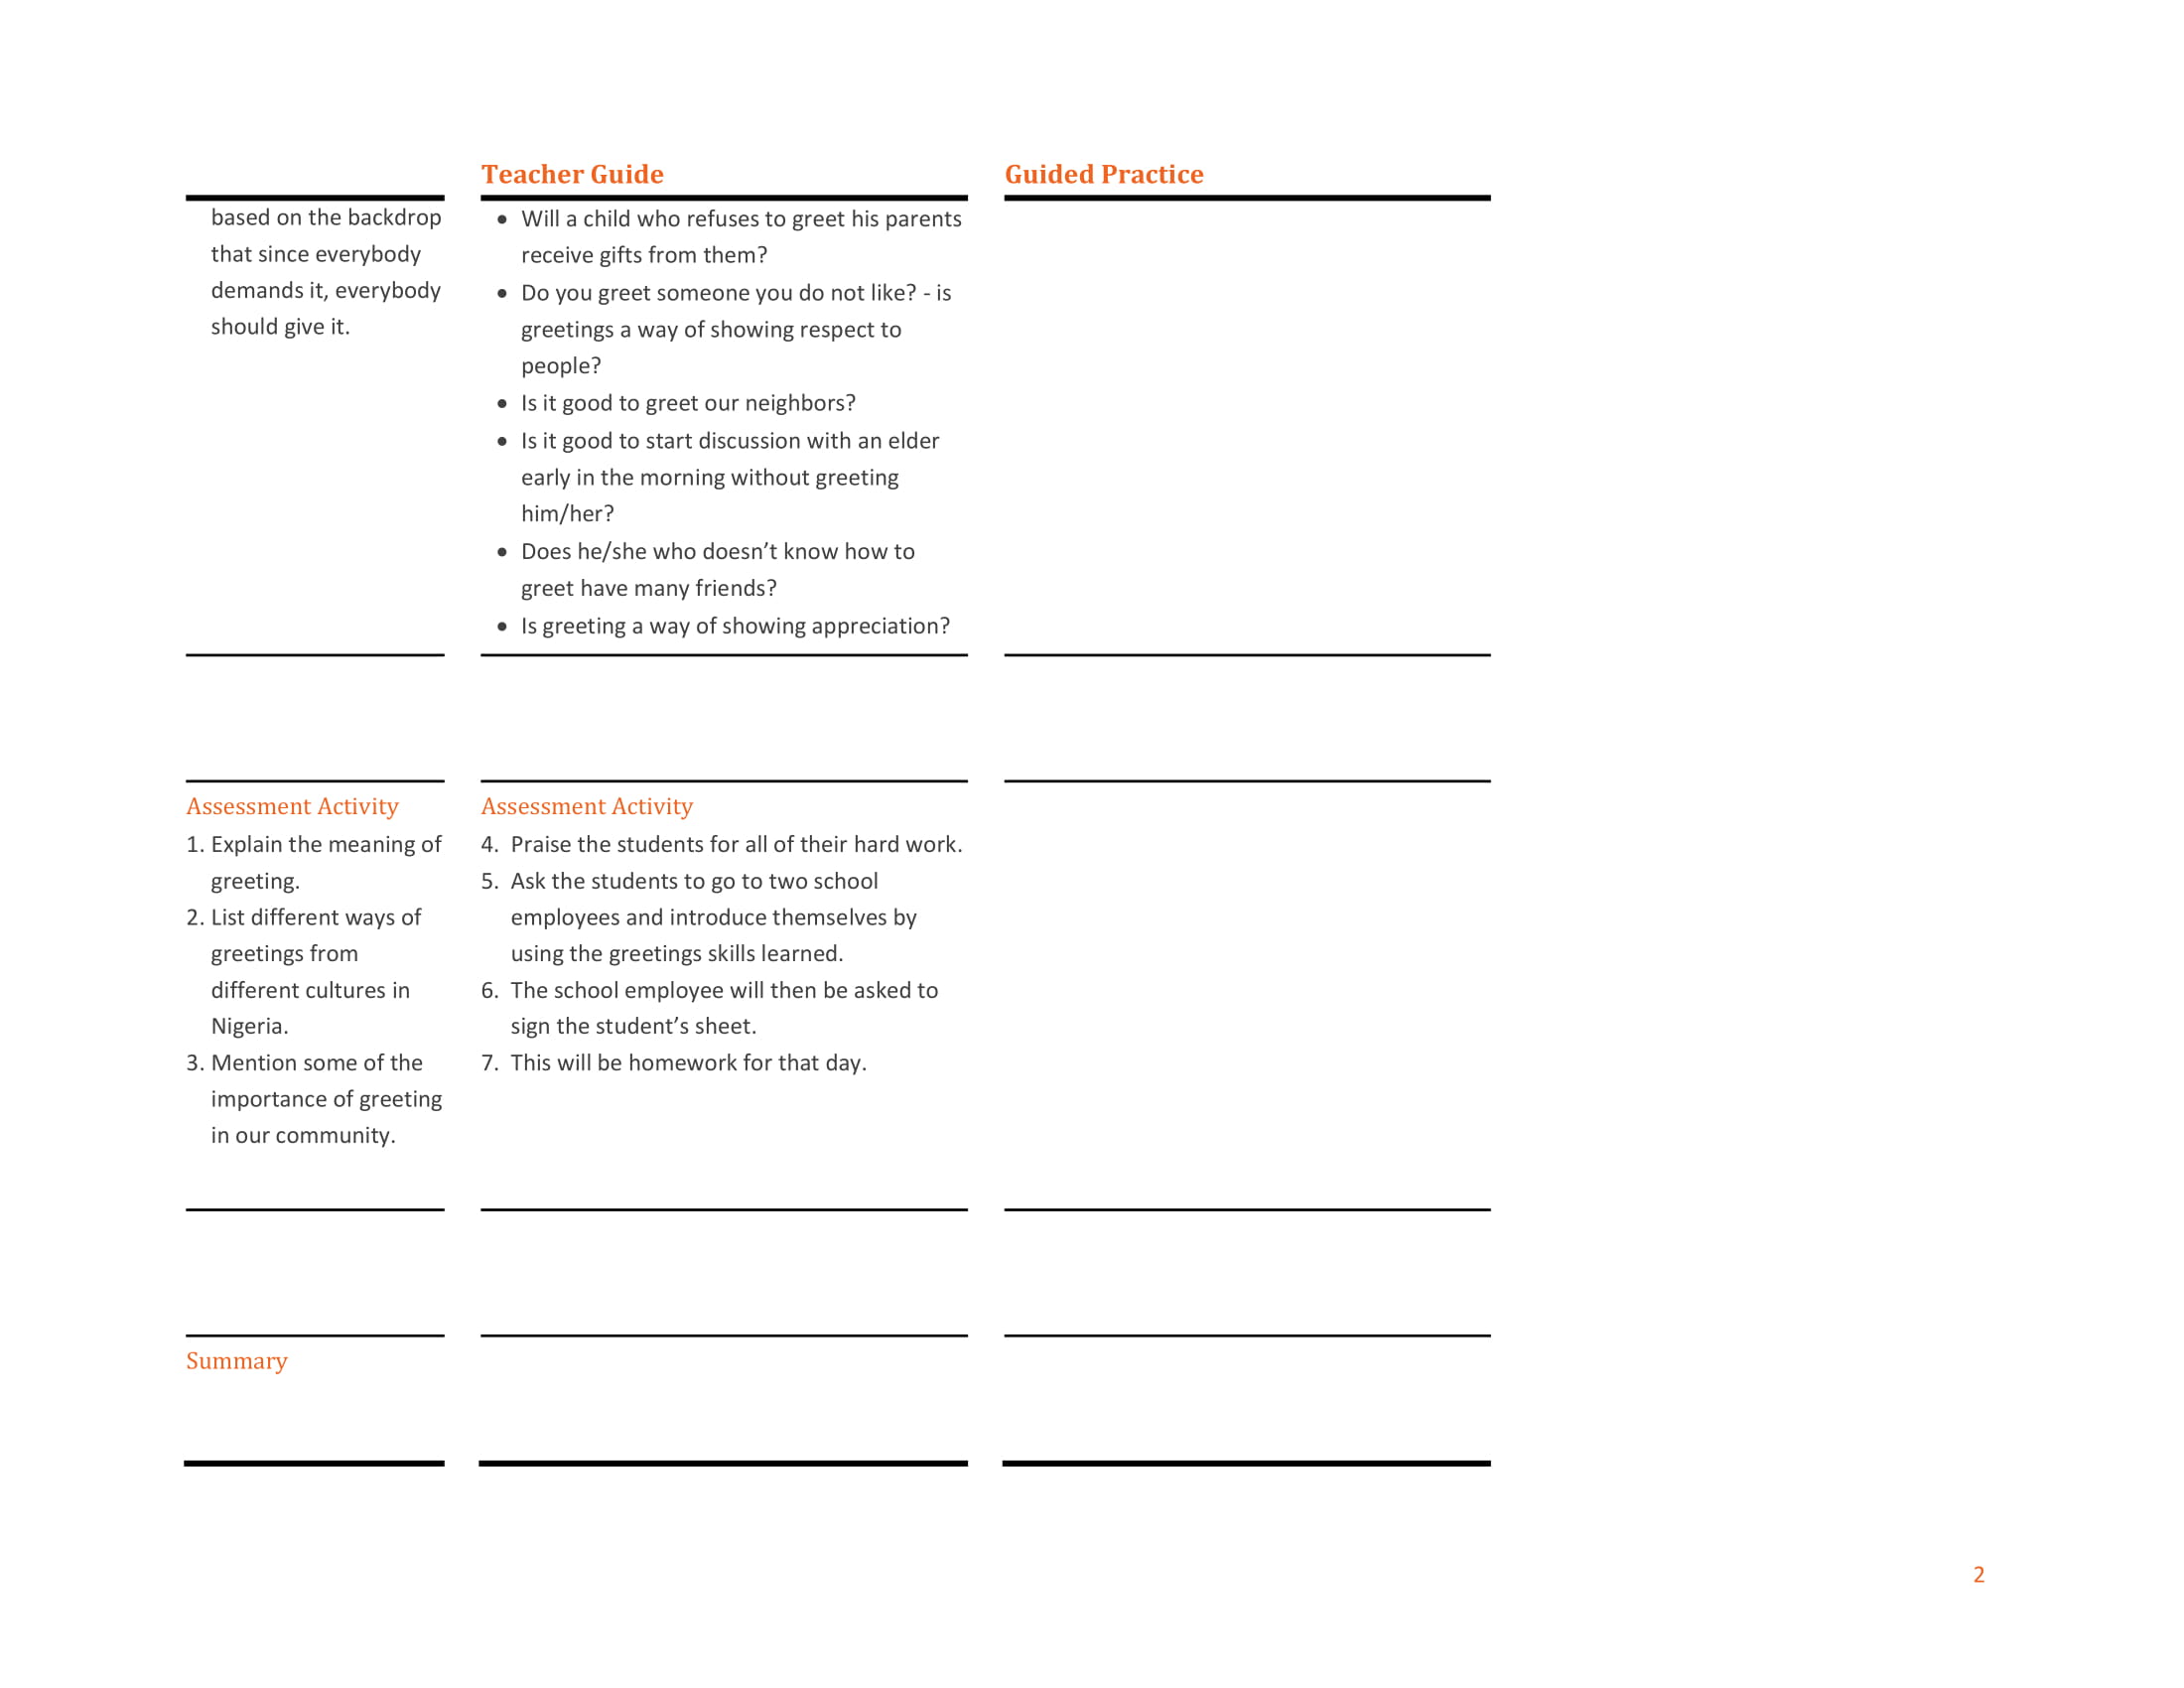 Teacher Guide
Guided Practice
based on the backdrop
that since everybody
demands it, everybody
should give it.
• Will a child who refuses to greet his parents
receive gifts from them?
• Do you greet someone you do not like? - is
greetings a way of showing respect to
people?
• Is it good to greet our neighbors?
• Is it good to start discussion with an elder
early in the morning without greeting
him/her?
• Does he/she who doesn’t know how to
greet have many friends?
• Is greeting a way of showing appreciation?
Assessment Activity
1. Explain the meaning of
greeting.
2. List different ways of
greetings from
different cultures in
Nigeria.
3. Mention some of the
importance of greeting
in our community.
Assessment Activity
4. Praise the students for all of their hard work.
5. Ask the students to go to two school
employees and introduce themselves by
using the greetings skills learned.
6. The school employee will then be asked to
sign the student’s sheet.
7. This will be homework for that day.
Summary
2